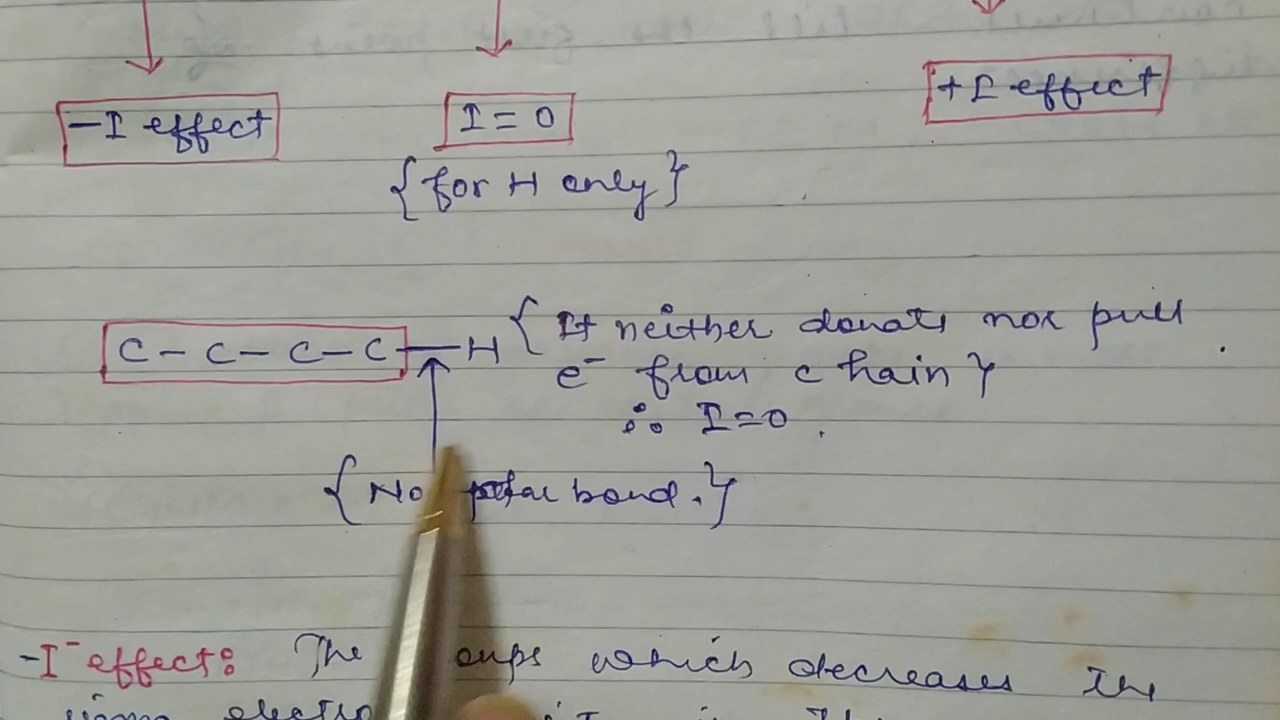 -I effect
I = 0
+I effect
{for H only}
C - C - C - C — H {It neither donats nor pull
e⁻ from c hain}
∴ I=0.
{No polar bond.}
-I⁻ effect: The which decreases the